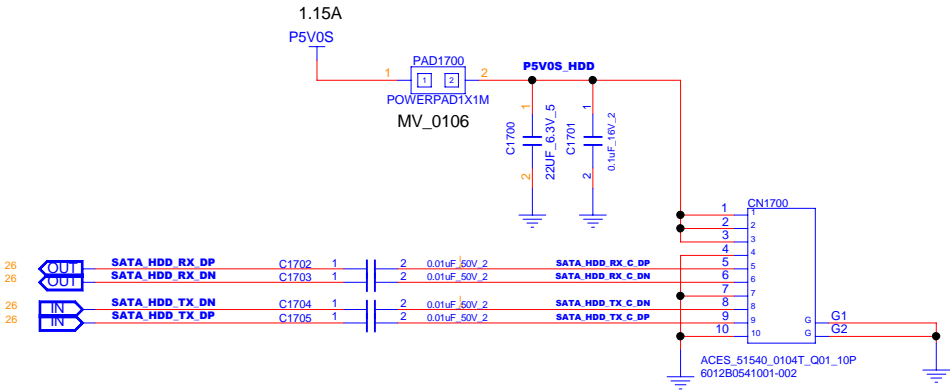 1.15A
P5V0S
PAD1700
1 1 2 2
POWERPAD1X1M
MV_0106
P5V0S_HDD
1 1
C1700 22UF_6.3V_5 C1701 0.1uF_16V_2
2 2
CN1700
1 1
2 2
3 3
4 4
26 OUT SATA_HDD_RX_DP C1702 1 2 0.01uF_50V_2 SATA_HDD_RX_C_DP 5 5
26 OUT SATA_HDD_RX_DN C1703 1 2 0.01uF_50V_2 SATA_HDD_RX_C_DN 6 6
7 7
26 IN SATA_HDD_TX_DN C1704 1 2 0.01uF_50V_2 SATA_HDD_TX_C_DN 8 8
26 IN SATA_HDD_TX_DP C1705 1 2 0.01uF_50V_2 SATA_HDD_TX_C_DP 9 9 G G1
10 10 G G2
ACES_51540_0104T_Q01_10P
6012B0541001-002